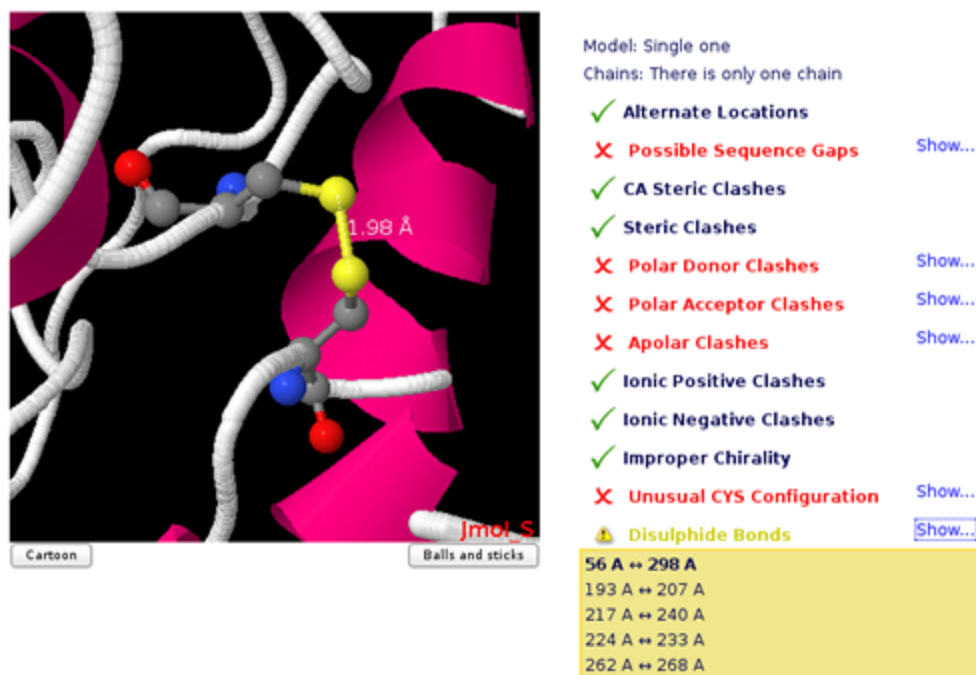 1.98 Å
Jmol_S
Cartoon
Balls and sticks
Model: Single one
Chains: There is only one chain
Alternate Locations
Possible Sequence Gaps Show...
CA Steric Clashes
Steric Clashes
Polar Donor Clashes Show...
Polar Acceptor Clashes Show...
Apolar Clashes Show...
Ionic Positive Clashes
Ionic Negative Clashes
Improper Chirality
Unusual CYS Configuration Show...
Disulphide Bonds Show...
56 A ↔ 298 A
193 A ↔ 207 A
217 A ↔ 240 A
224 A ↔ 233 A
262 A ↔ 268 A